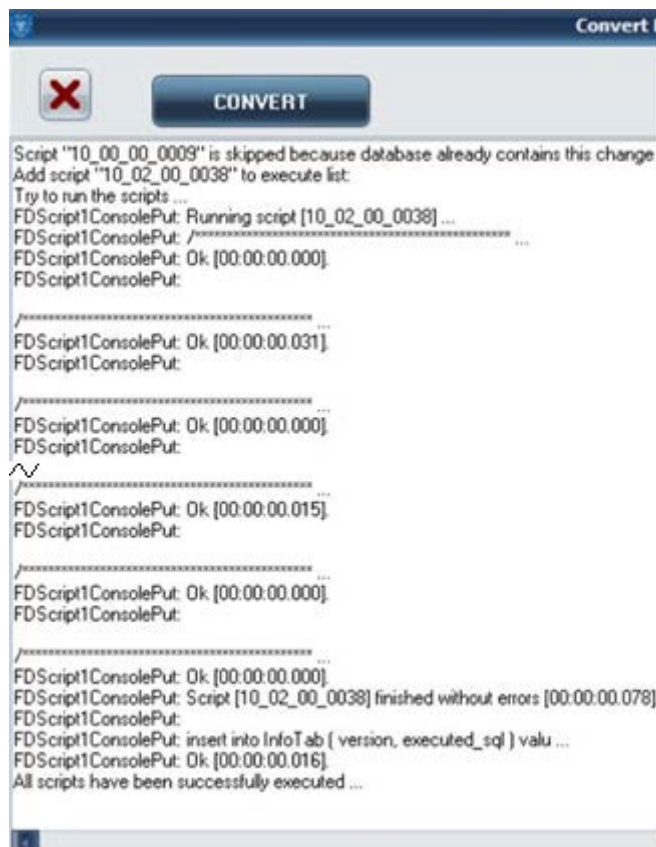 Convert
CONVERT
Script "10_00_00_0009" is skipped because database already contains this change
Add script "10_02_00_0038" to execute list:
Try to run the scripts ...
FDScript1ConsolePut: Running script [10_02_00_0038] ...
FDScript1ConsolePut: /************************************************** ...
FDScript1ConsolePut: Ok [00:00:00.000].
FDScript1ConsolePut:
/********************************************** ...
FDScript1ConsolePut: Ok [00:00:00.031].
FDScript1ConsolePut:
/********************************************** ...
FDScript1ConsolePut: Ok [00:00:00.000].
FDScript1ConsolePut:
/********************************************** ...
FDScript1ConsolePut: Ok [00:00:00.015].
FDScript1ConsolePut:
/********************************************** ...
FDScript1ConsolePut: Ok [00:00:00.000].
FDScript1ConsolePut:
/********************************************** ...
FDScript1ConsolePut: Ok [00:00:00.000].
FDScript1ConsolePut: Script [10_02_00_0038] finished without errors [00:00:00.078]
FDScript1ConsolePut:
FDScript1ConsolePut: insert into InfoTab ( version, executed_sql ) valu ...
FDScript1ConsolePut: Ok [00:00:00.016].
All scripts have been successfully executed ...